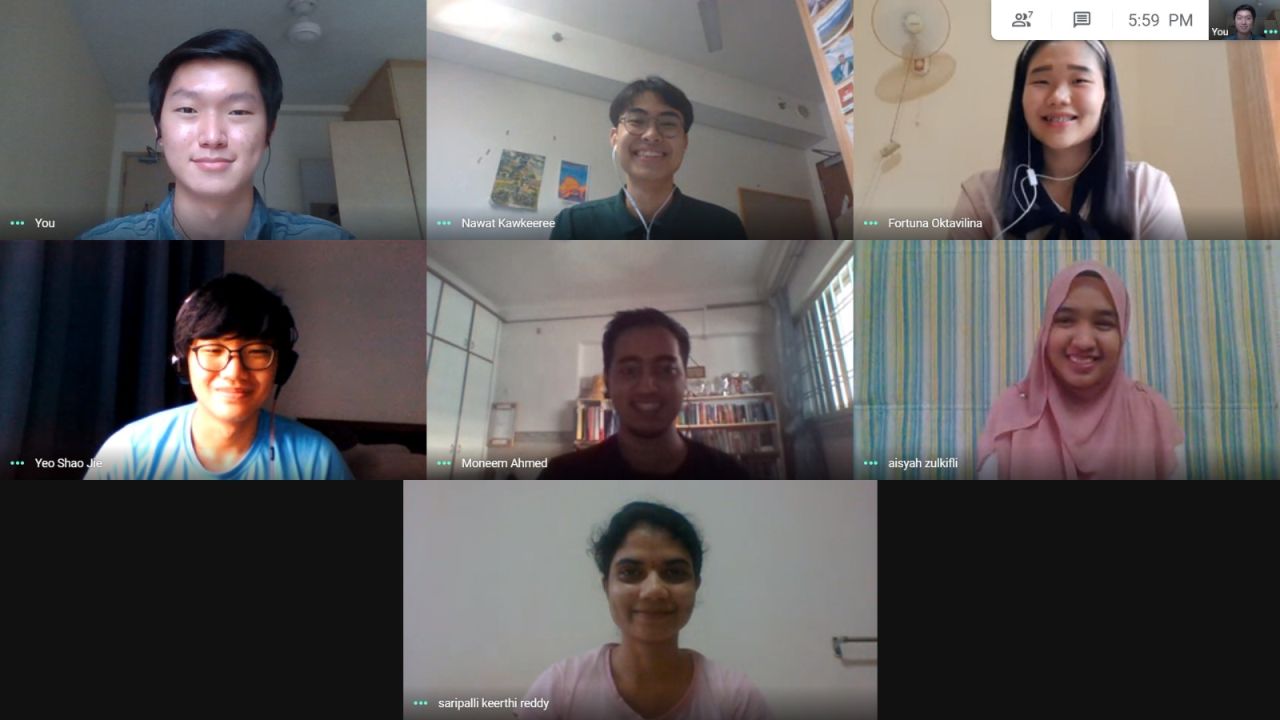 7
5:59 PM
You
You
Nawat Kawkeeree
Fortuna Oktavilina
Yeo Shao Jie
Moneem Ahmed
aisyah zulkifli
saripalli keerthi reddy